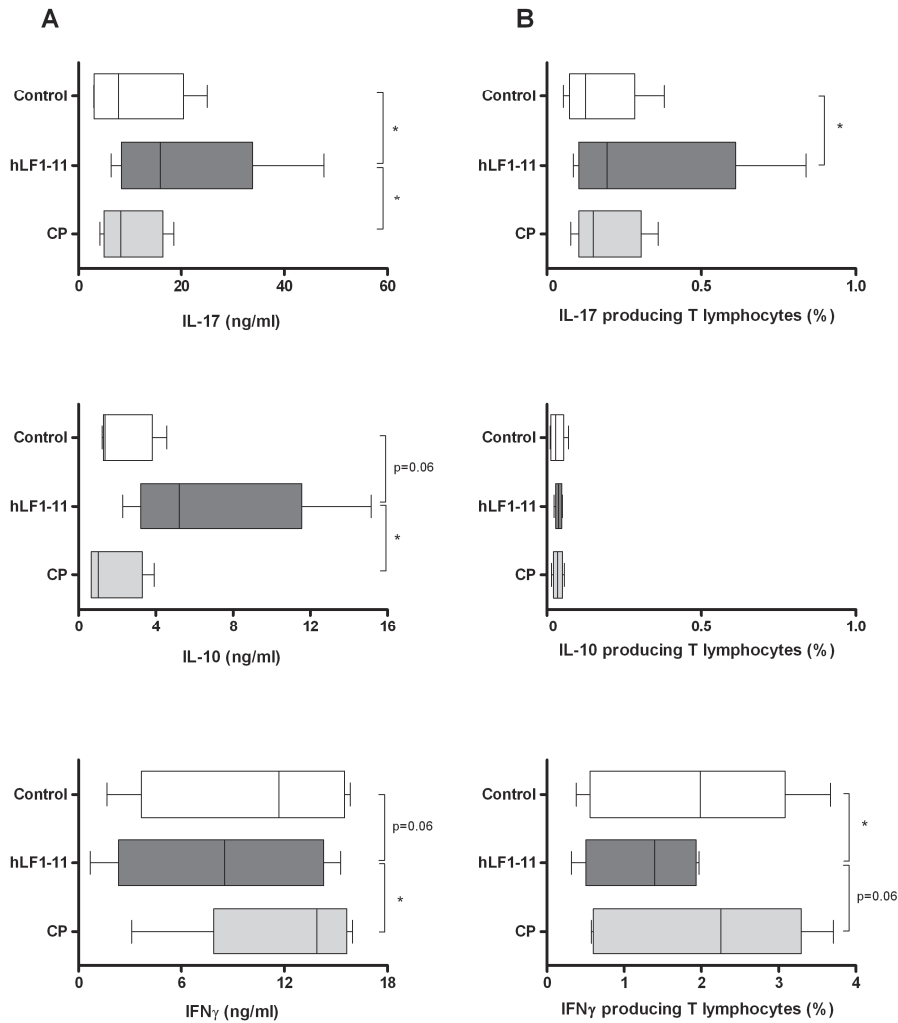 A
B
Control
*
hLF1-11
*
CP
0 20 40 60
IL-17 (ng/ml)
Control
*
hLF1-11
CP
0 0.5 1.0
IL-17 producing T lymphocytes (%)
Control
p=0.06
hLF1-11
*
CP
0 4 8 12 16
IL-10 (ng/ml)
Control
hLF1-11
CP
0 0.5 1.0
IL-10 producing T lymphocytes (%)
Control
p=0.06
hLF1-11
*
CP
0 6 12 18
IFNγ (ng/ml)
Control
*
hLF1-11
p=0.06
CP
0 1 2 3 4
IFNγ producing T lymphocytes (%)